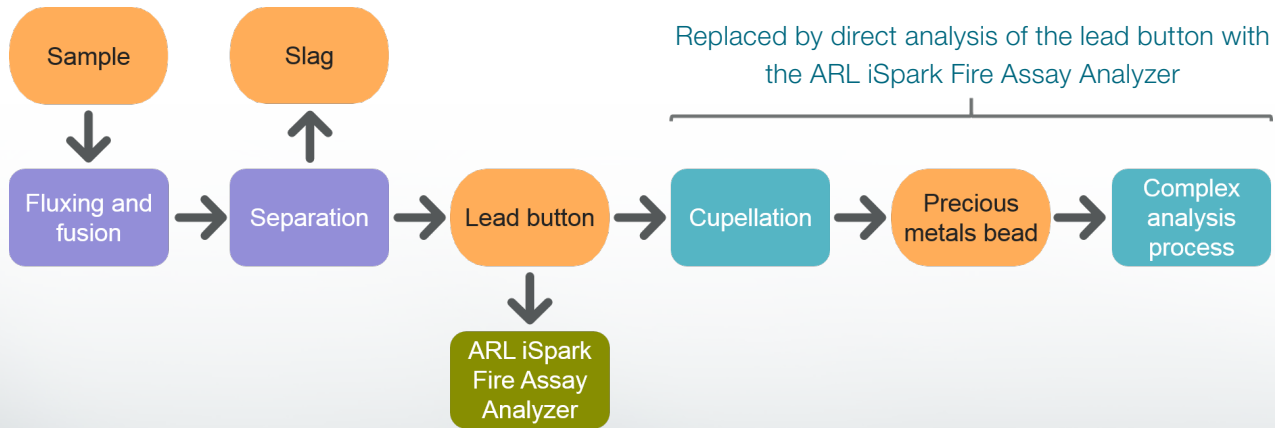 Sample
Slag
Replaced by direct analysis of the lead button with
the ARL iSpark Fire Assay Analyzer
Fluxing and
fusion
Separation
Lead button
Cupellation
Precious
metals bead
Complex
analysis
process
ARL iSpark
Fire Assay
Analyzer